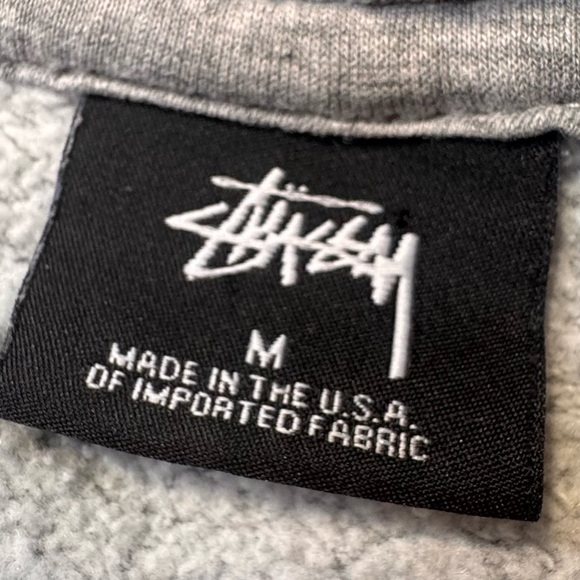 Stüssy
M
MADE IN THE U.S.A.
OF IMPORTED FABRIC